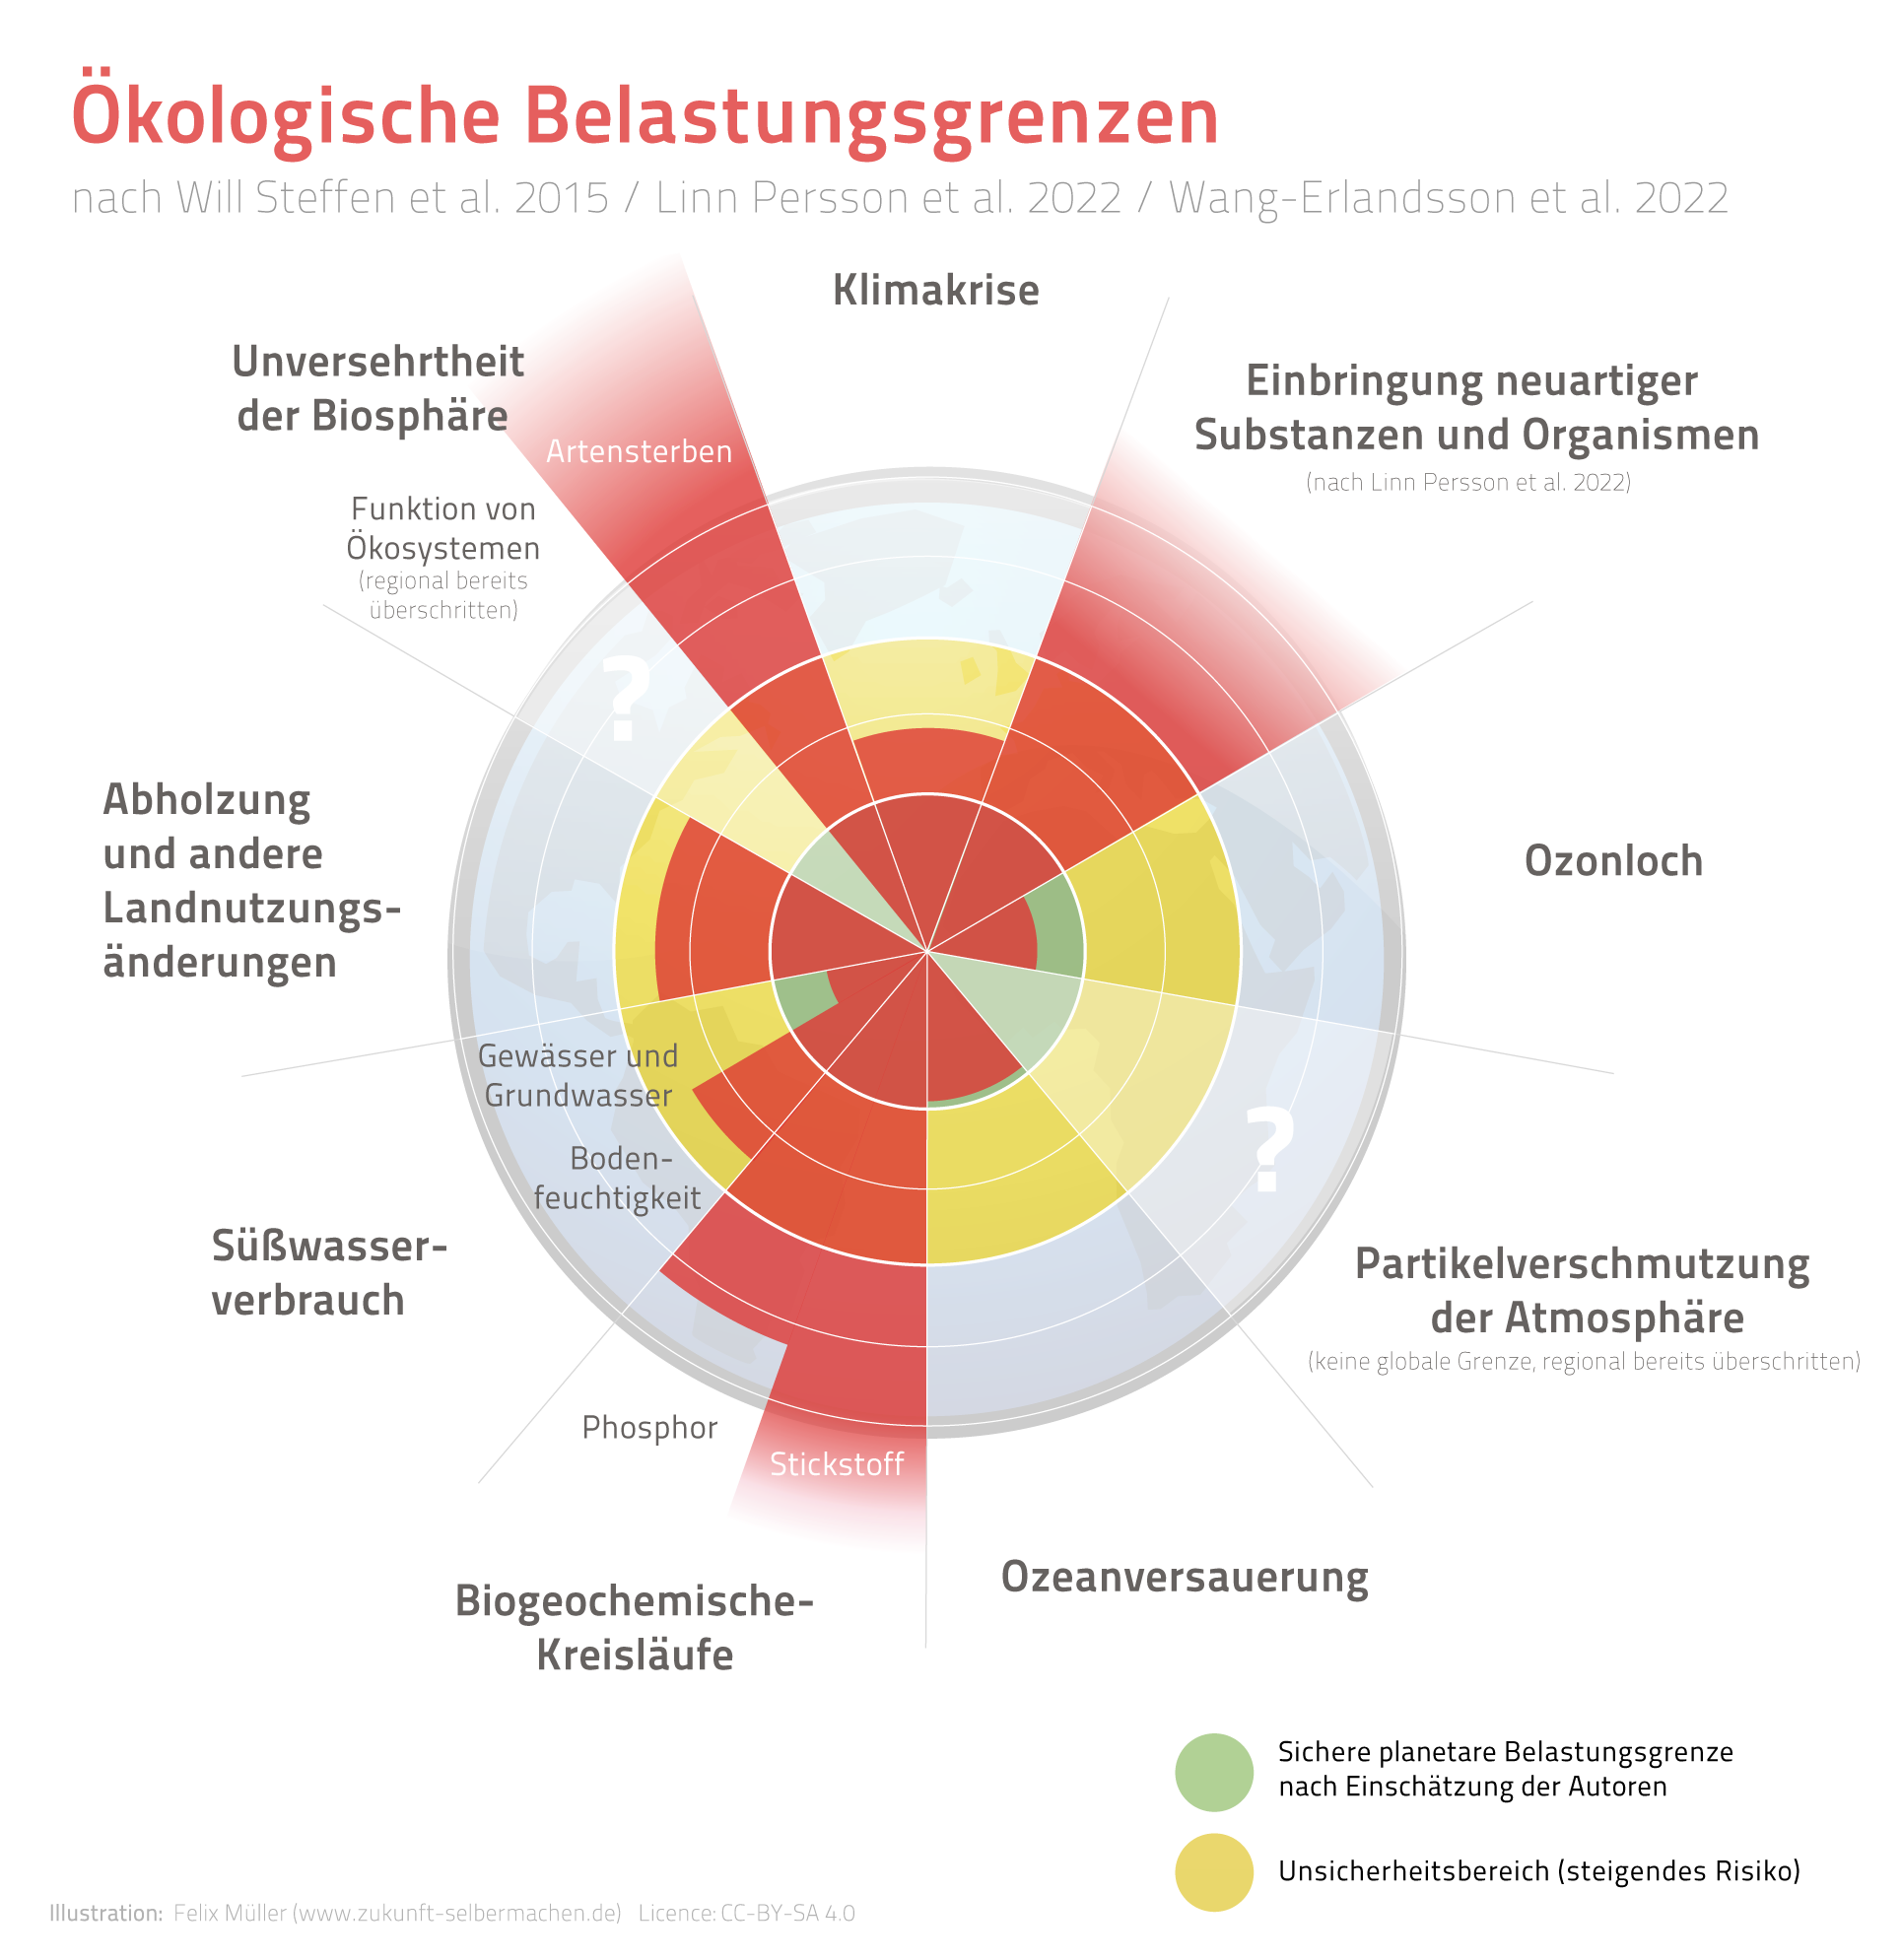 Ökologische Belastungsgrenzen
nach Will Steffen et al. 2015 / Linn Persson et al. 2022 / Wang-Erlandsson et al. 2022
Klimakrise
Unversehrtheit
der Biosphäre
Artensterben
Funktion von
Ökosystemen
(regional bereits
überschritten)
?
Einbringung neuartiger
Substanzen und Organismen
(nach Linn Persson et al. 2022)
Abholzung
und andere
Landnutzungs-
änderungen
Ozonloch
Gewässer und
Grundwasser
Boden-
feuchtigkeit
Süßwasser-
verbrauch
?
Partikelverschmutzung
der Atmosphäre
(keine globale Grenze, regional bereits überschritten)
Phosphor
Stickstoff
Biogeochemische-
Kreisläufe
Ozeanversauerung
Sichere planetare Belastungsgrenze
nach Einschätzung der Autoren
Unsicherheitsbereich (steigendes Risiko)
Illustration: Felix Müller (www.zukunft-selbermachen.de) Licence: CC-BY-SA 4.0